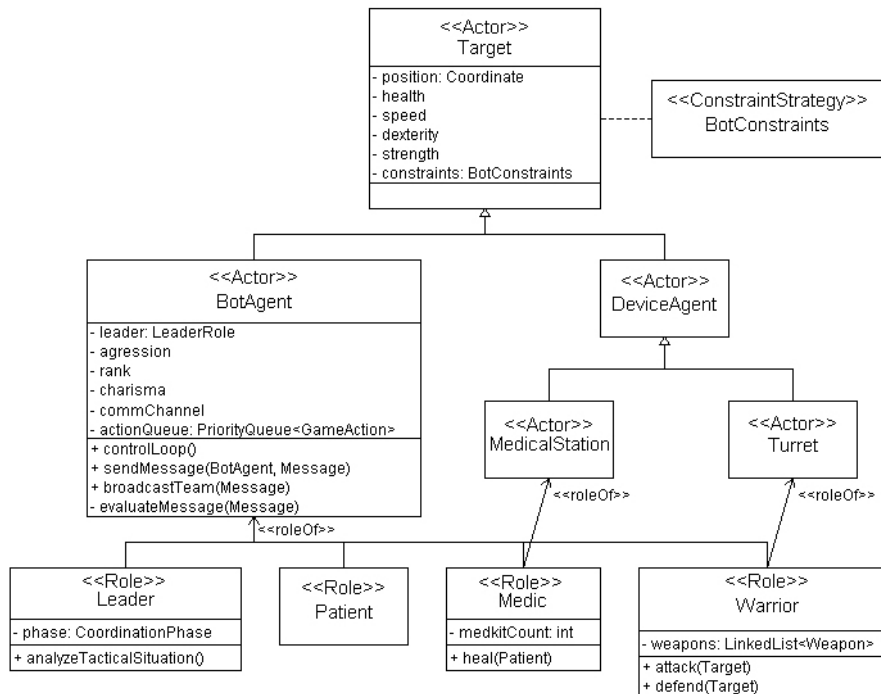 <<Actor>>
Target
- position: Coordinate
- health
- speed
- dexterity
- strength
- constraints: BotConstraints
<<ConstraintStrategy>>
BotConstraints
<<Actor>>
BotAgent
- leader: LeaderRole
- agression
- rank
- charisma
- commChannel
- actionQueue: PriorityQueue<GameAction>
+ controlLoop()
+ sendMessage(BotAgent, Message)
+ broadcastTeam(Message)
- evaluateMessage(Message)
<<Actor>>
DeviceAgent
<<Actor>>
MedicalStation
<<Actor>>
Turret
<<roleOf>>
<<roleOf>>
<<roleOf>>
<<Role>>
Leader
- phase: CoordinationPhase
+ analyzeTacticalSituation()
<<Role>>
Patient
<<Role>>
Medic
- medkitCount: int
+ heal(Patient)
<<Role>>
Warrior
- weapons: LinkedList<Weapon>
+ attack(Target)
+ defend(Target)